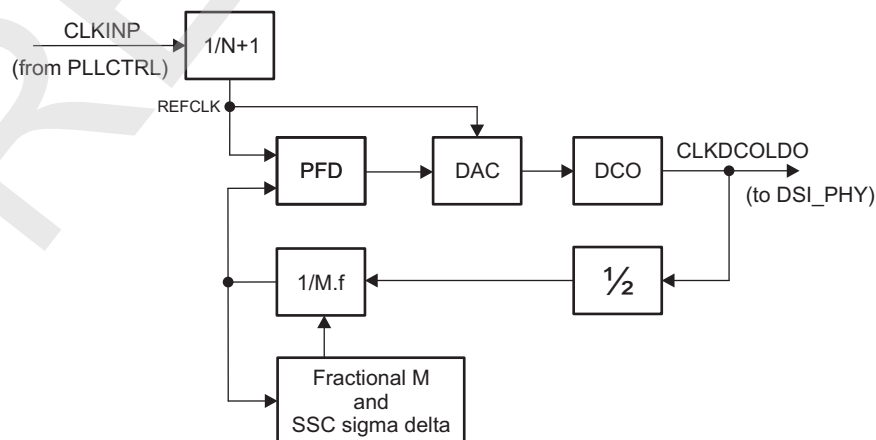 CLKINP
(from PLLCTRL)
1/N+1
REFCLK
PFD
DAC
DCO
CLKDCOLDO
(to DSI_PHY)
1/M.f
½
Fractional M
and
SSC sigma delta